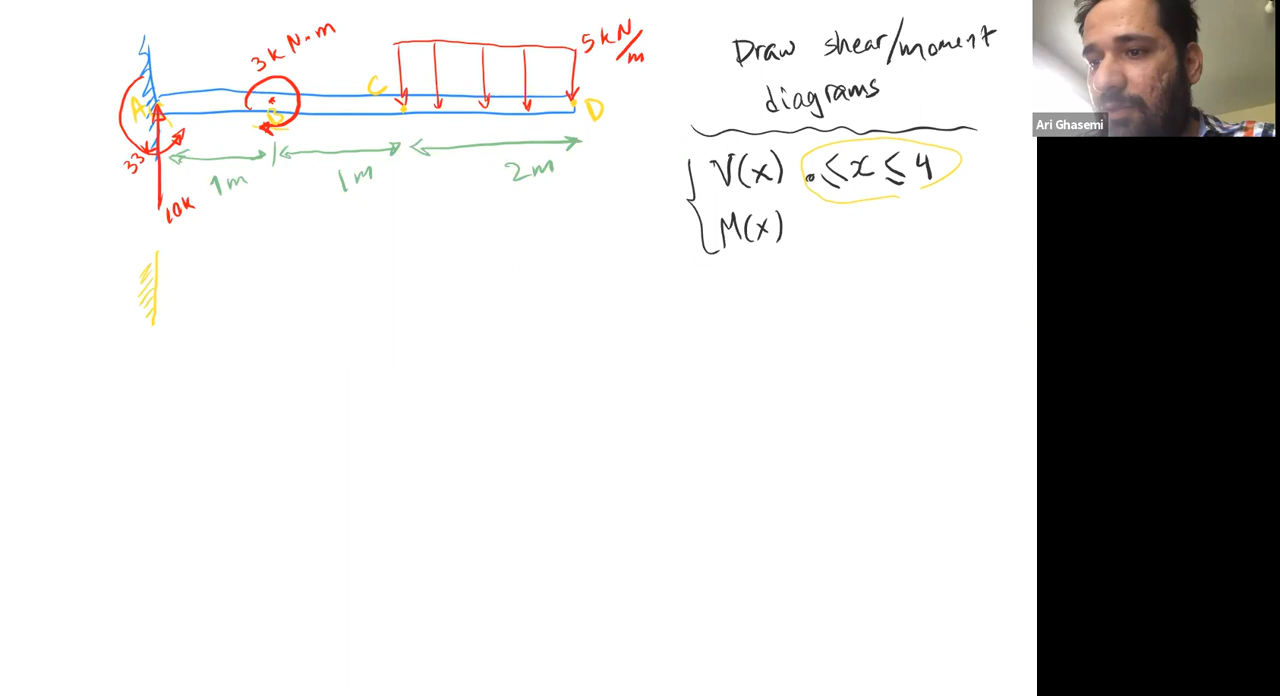 3kN.m
5kN/m
A
B
C
D
33
10k
1m
1m
2m
Draw shear/moment
diagrams
V(x) 0≤x≤4
M(x)
Ari Ghasemi